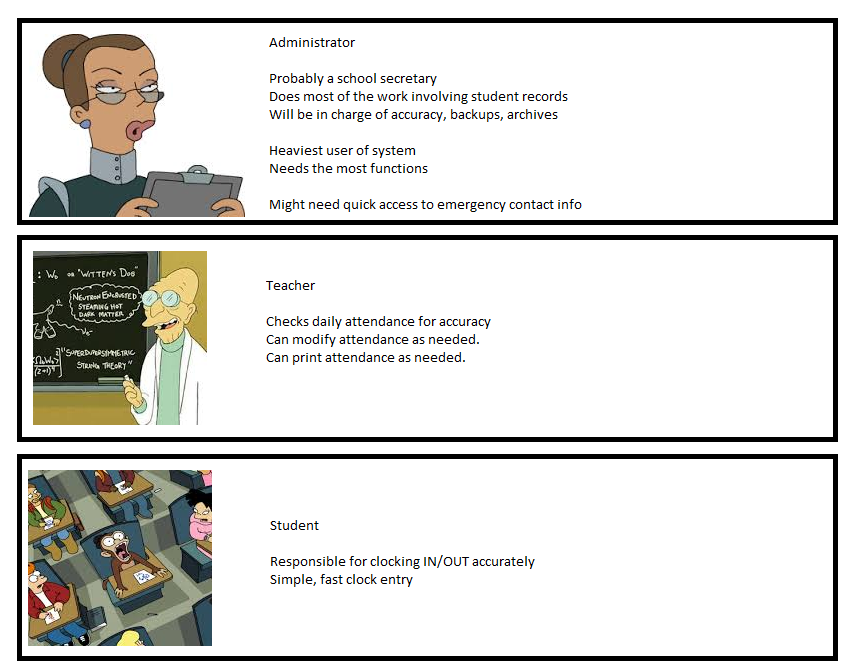 Administrator
Probably a school secretary
Does most of the work involving student records
Will be in charge of accuracy, backups, archives
Heaviest user of system
Needs the most functions
Might need quick access to emergency contact info
: W₀ OR "WITTEN'S DOG"
NEUTRON ENCRUSTED
STEAMING HOT
DARK MATTER
"SUPERDUPERSYMMETRIC
STRING THEORY"
Teacher
Checks daily attendance for accuracy
Can modify attendance as needed.
Can print attendance as needed.
Student
Responsible for clocking IN/OUT accurately
Simple, fast clock entry